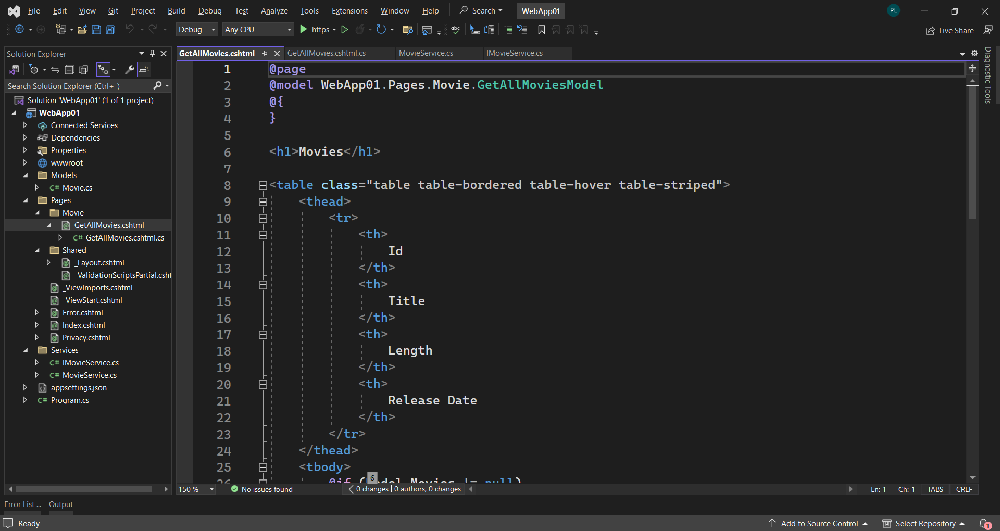 File Edit View Git Project Build Debug Test Analyze Tools Extensions Window Help Search WebApp01 PL
Debug Any CPU https abc Live Share
Solution Explorer
Search Solution Explorer (Ctrl+¨)
Solution 'WebApp01' (1 of 1 project)
WebApp01
Connected Services
Dependencies
Properties
wwwroot
Models
C# Movie.cs
Pages
Movie
GetAllMovies.cshtml
C# GetAllMovies.cshtml.cs
Shared
_Layout.cshtml
_ValidationScriptsPartial.csht
_ViewImports.cshtml
_ViewStart.cshtml
Error.cshtml
Index.cshtml
Privacy.cshtml
Services
C# IMovieService.cs
C# MovieService.cs
appsettings.json
C# Program.cs
GetAllMovies.cshtml GetAllMovies.cshtml.cs MovieService.cs IMovieService.cs
1 @page
2 @model WebApp01.Pages.Movie.GetAllMoviesModel
3 @{
4 }
5
6 <h1>Movies</h1>
7
8 <table class="table table-bordered table-hover table-striped">
9 <thead>
10 <tr>
11 <th>
12 Id
13 </th>
14 <th>
15 Title
16 </th>
17 <th>
18 Length
19 </th>
20 <th>
21 Release Date
22 </th>
23 </tr>
24 </thead>
25 <tbody>
26 @if (Model.Movies != null)
6
150 % No issues found 0 changes | 0 authors, 0 changes Ln: 1 Ch: 1 TABS CRLF
Diagnostic Tools
Error List ... Output
Ready Add to Source Control Select Repository 1